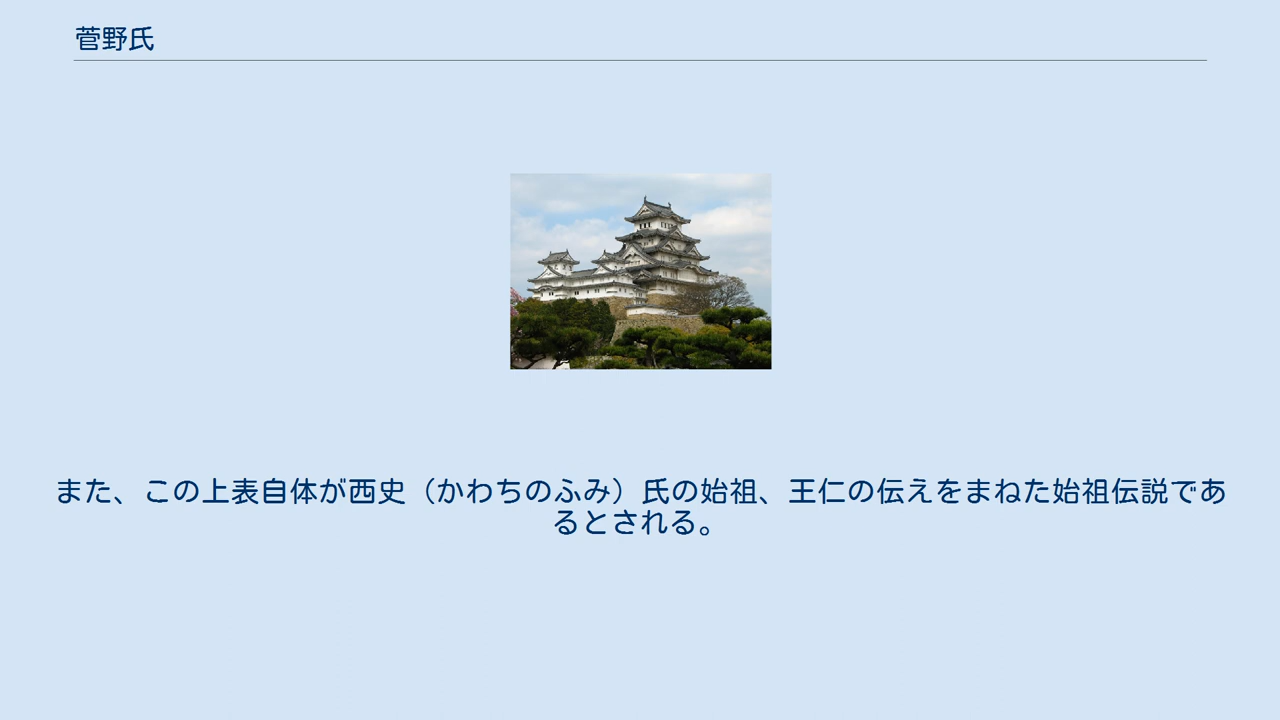 菅野氏
また、この上表自体が西史（かわちのふみ）氏の始祖、王仁の伝えをまねた始祖伝説であ
るとされる。